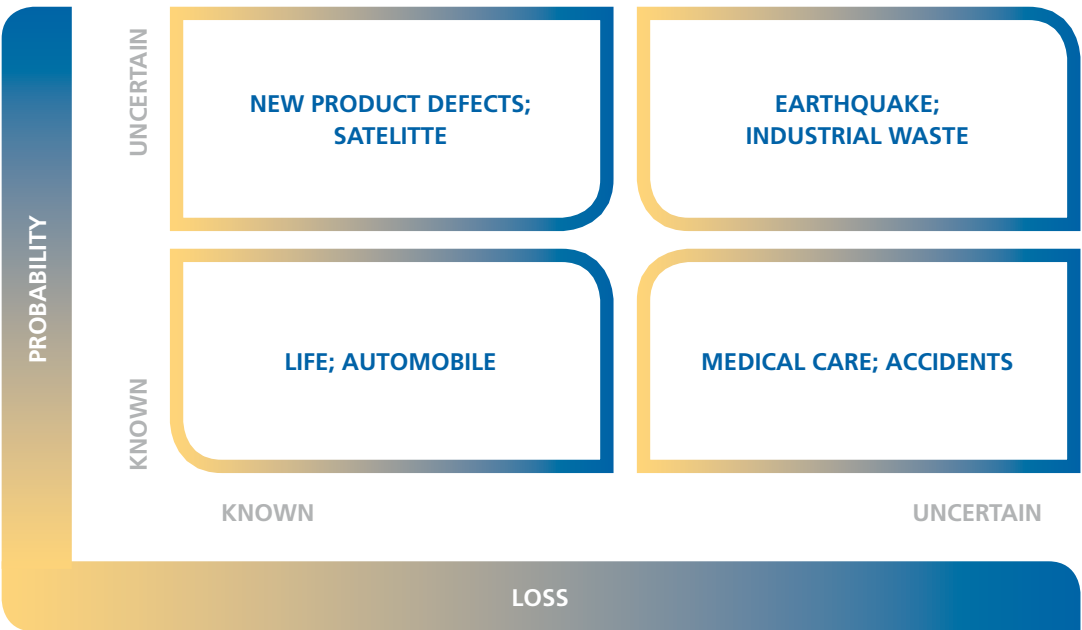 UNCERTAIN
NEW PRODUCT DEFECTS;
SATELITTE
EARTHQUAKE;
INDUSTRIAL WASTE
PROBABILITY
KNOWN
LIFE; AUTOMOBILE
MEDICAL CARE; ACCIDENTS
KNOWN
UNCERTAIN
LOSS